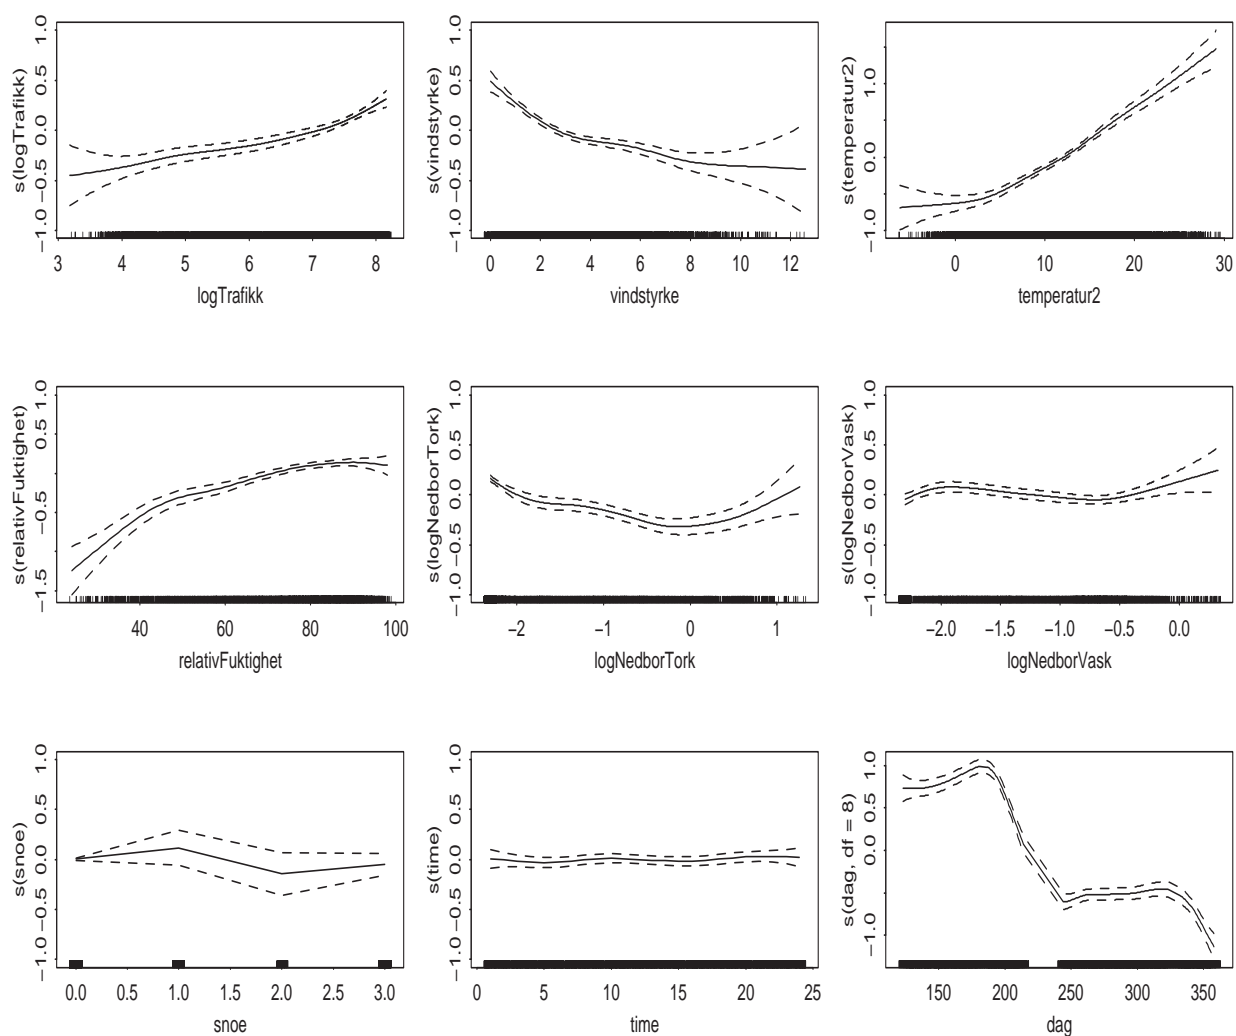 s(logTrafikk)
−1.0 −0.5 0.0 0.5 1.0
3 4 5 6 7 8
logTrafikk
s(vindstyrke)
−1.0 −0.5 0.0 0.5 1.0
0 2 4 6 8 10 12
vindstyrke
s(temperatur2)
−1.0 0.0 1.0
0 10 20 30
temperatur2
s(relativFuktighet)
−1.5 −0.5 0.5 1.0
40 60 80 100
relativFuktighet
s(logNedborTork)
−1.0 −0.5 0.0 0.5 1.0
−2 −1 0 1
logNedborTork
s(logNedborVask)
−1.0 −0.5 0.0 0.5 1.0
−2.0 −1.5 −1.0 −0.5 0.0
logNedborVask
s(snoe)
−1.0 −0.5 0.0 0.5 1.0
0.0 0.5 1.0 1.5 2.0 2.5 3.0
snoe
s(time)
−1.0 −0.5 0.0 0.5 1.0
0 5 10 15 20 25
time
s(dag, df = 8)
−1.0 0.0 0.5 1.0
150 200 250 300 350
dag